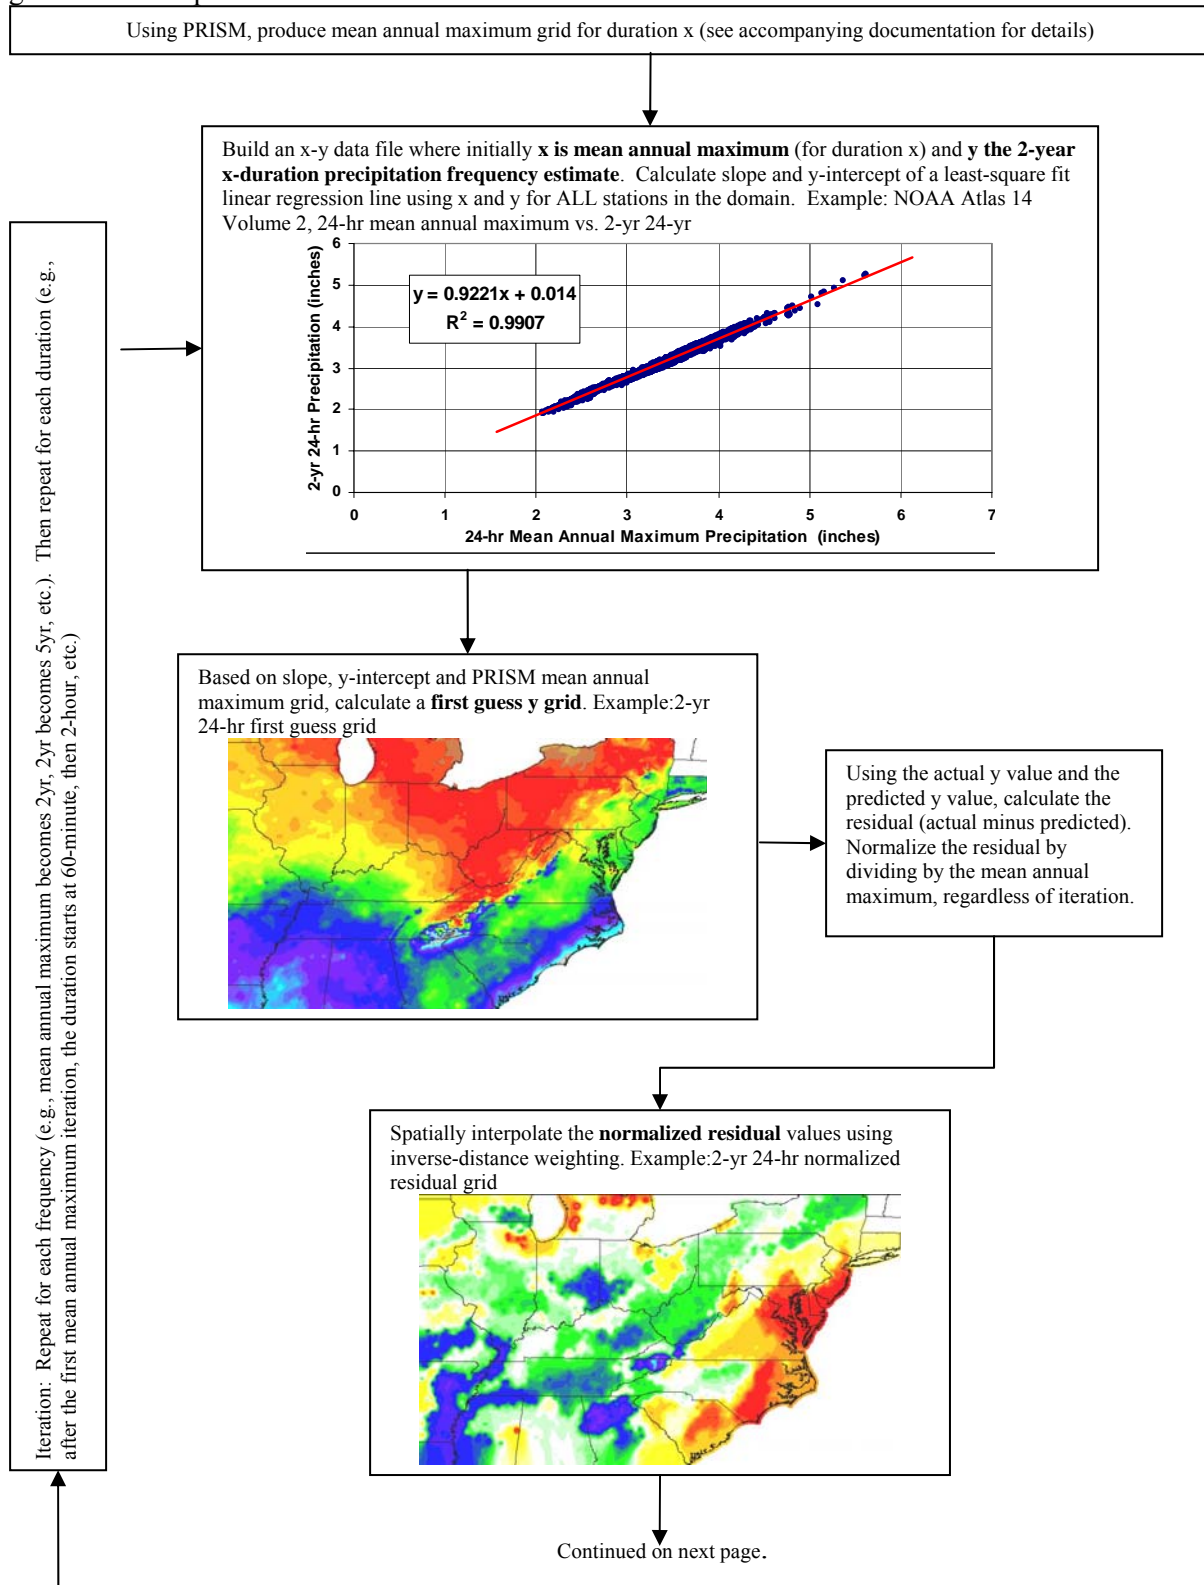 Using PRISM, produce mean annual maximum grid for duration x (see accompanying documentation for details)
Build an x-y data file where initially x is mean annual maximum (for duration x) and y the 2-year
x-duration precipitation frequency estimate.  Calculate slope and y-intercept of a least-square fit
linear regression line using x and y for ALL stations in the domain.  Example: NOAA Atlas 14
Volume 2, 24-hr mean annual maximum vs. 2-yr 24-yr
2-yr 24-hr Precipitation (inches)
6
5
4
3
2
1
0
y = 0.9221x + 0.014
R² = 0.9907
0 1 2 3 4 5 6 7
24-hr Mean Annual Maximum Precipitation  (inches)
Iteration:  Repeat for each frequency (e.g., mean annual maximum becomes 2yr, 2yr becomes 5yr, etc.).  Then repeat for each duration (e.g.,
after the first mean annual maximum iteration, the duration starts at 60-minute, then 2-hour, etc.)
Based on slope, y-intercept and PRISM mean annual
maximum grid, calculate a first guess y grid. Example:2-yr
24-hr first guess grid
Using the actual y value and the
predicted y value, calculate the
residual (actual minus predicted).
Normalize the residual by
dividing by the mean annual
maximum, regardless of iteration.
Spatially interpolate the normalized residual values using
inverse-distance weighting. Example:2-yr 24-hr normalized
residual grid
Continued on next page.